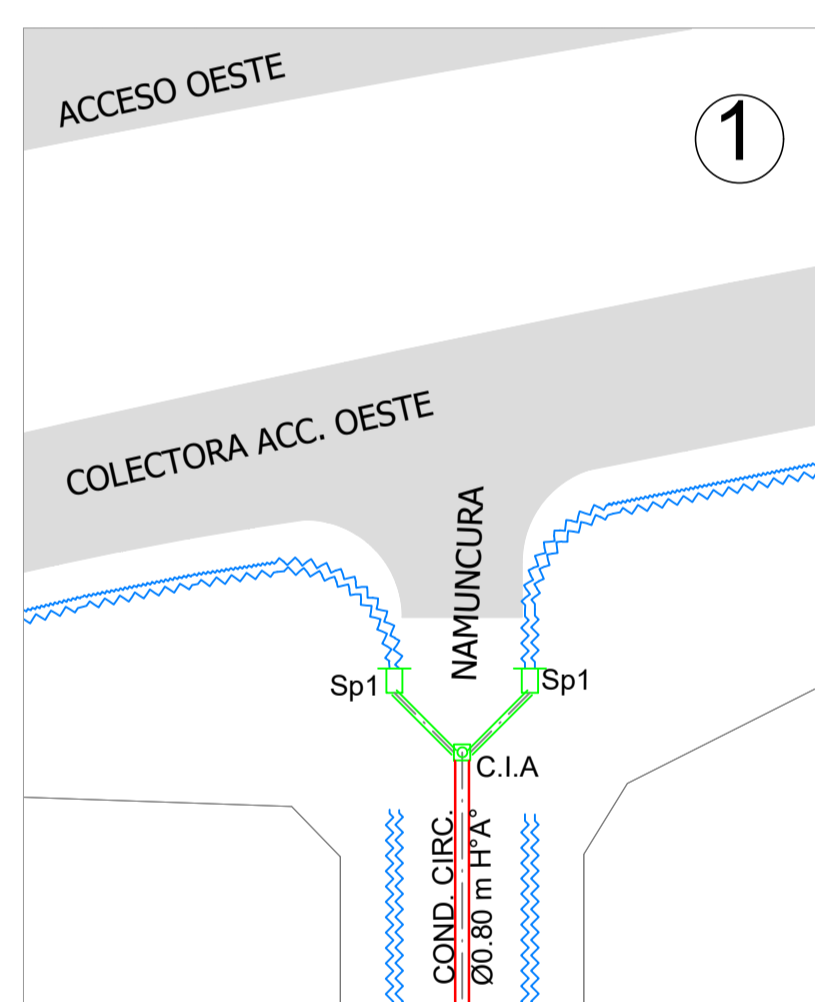 ACCESO OESTE
1
COLECTORA ACC. OESTE
NAMUNCURA
Sp1
Sp1
C.I.A
COND. CIRC.
Ø0.80 m H°A°